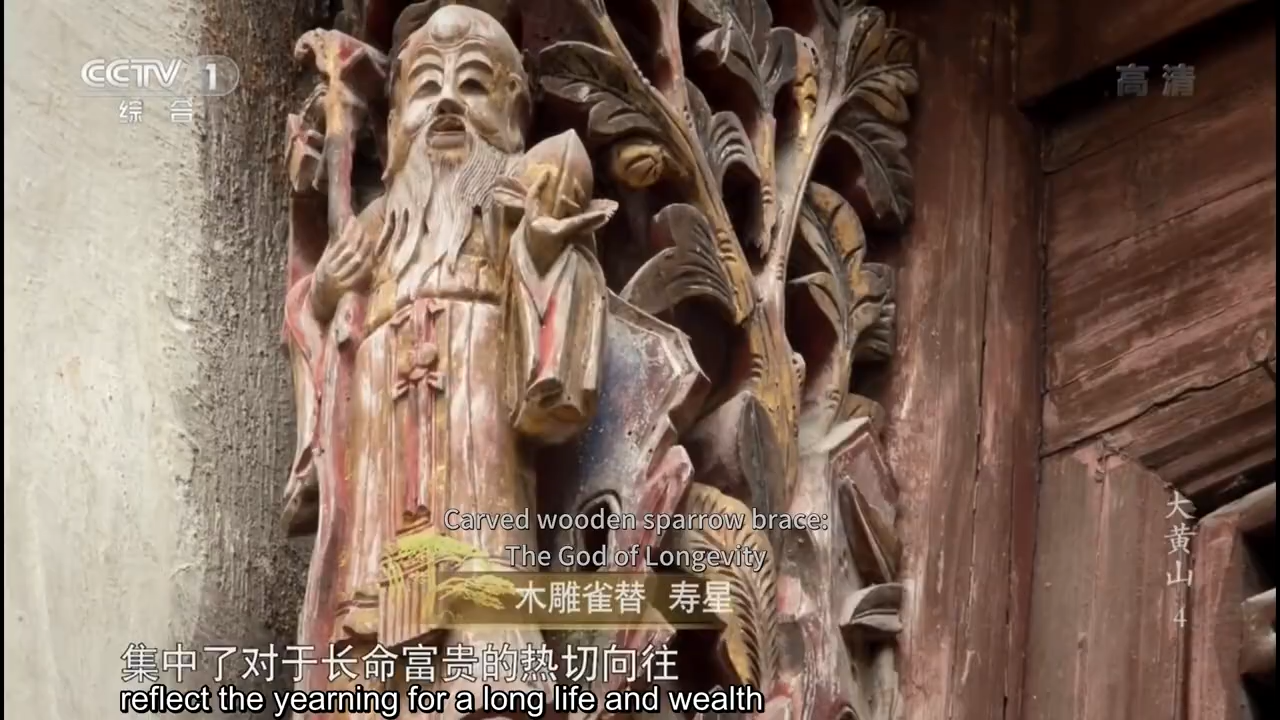 CCTV 1
综合
高清
Carved wooden sparrow brace:
The God of Longevity
木雕雀替 寿星
大黄山 4
集中了对于长命富贵的热切向往
reflect the yearning for a long life and wealth